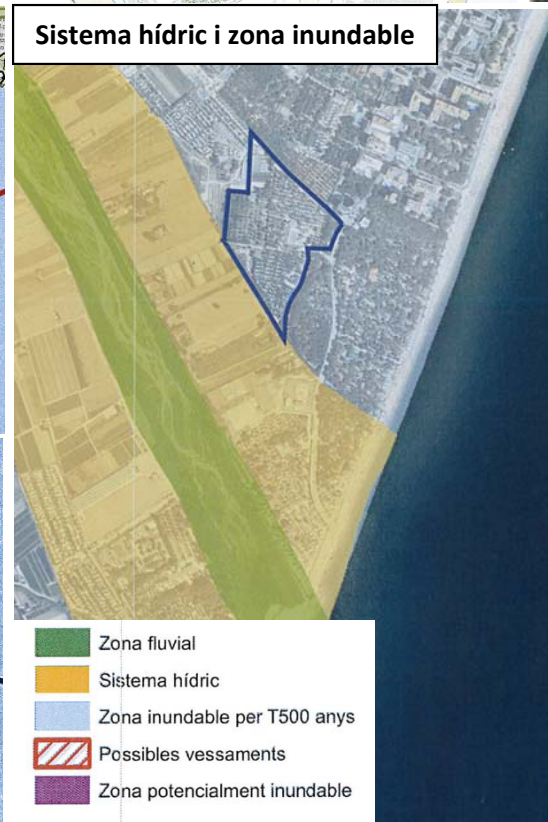 Sistema hídric i zona inundable
Zona fluvial
Sistema hídric
Zona inundable per T500 anys
Possibles vessaments
Zona potencialment inundable